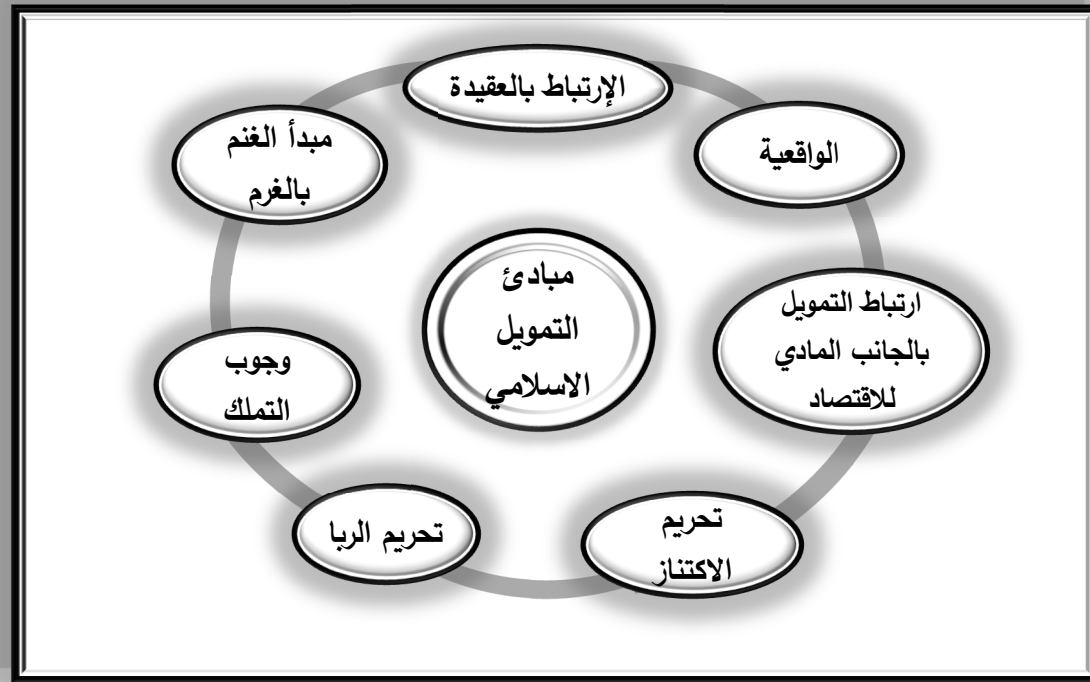 الإرتباط بالعقيدة
الواقعية
ارتباط التمويل
بالجانب المادي
للاقتصاد
تحريم
الاكتناز
تحريم الربا
وجوب
التملك
مبدأ الغنم
بالغرم
مبادئ
التمويل
الاسلامي